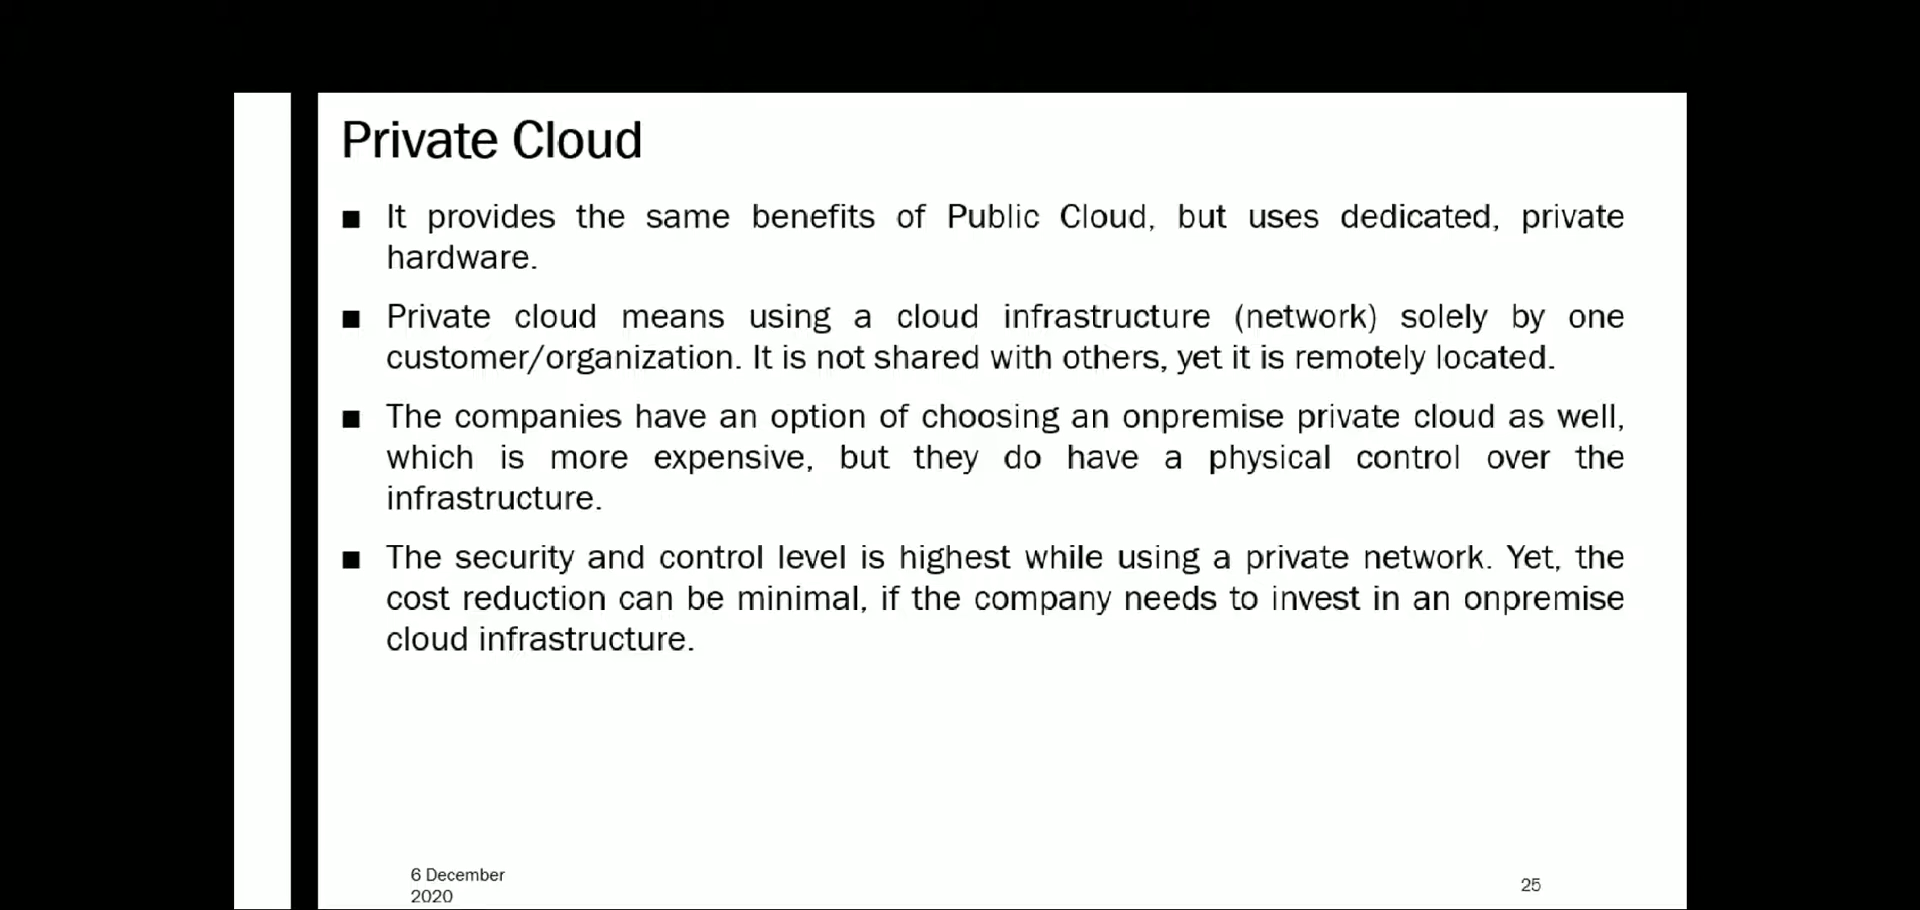 Private Cloud
■ It provides the same benefits of Public Cloud, but uses dedicated, private
hardware.
■ Private cloud means using a cloud infrastructure (network) solely by one
customer/organization. It is not shared with others, yet it is remotely located.
■ The companies have an option of choosing an onpremise private cloud as well,
which is more expensive, but they do have a physical control over the
infrastructure.
■ The security and control level is highest while using a private network. Yet, the
cost reduction can be minimal, if the company needs to invest in an onpremise
cloud infrastructure.
6 December
2020
25